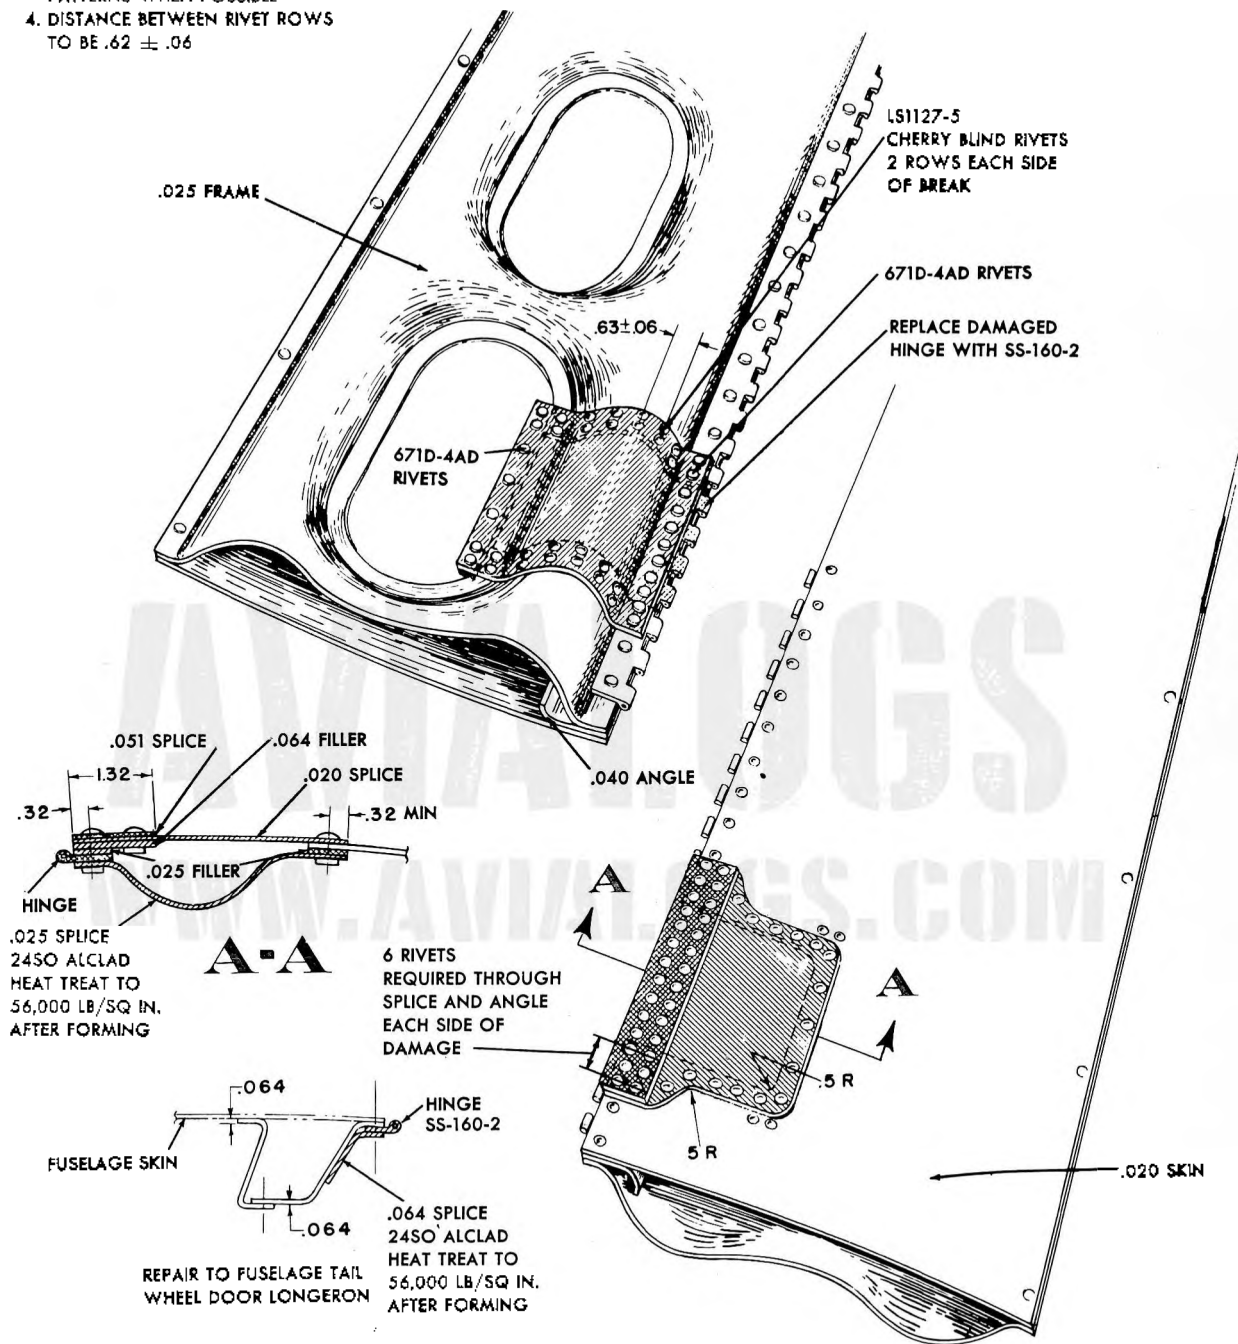 4. DISTANCE BETWEEN RIVET ROWS
TO BE .62 ± .06
LS1127-5
CHERRY BLIND RIVETS
2 ROWS EACH SIDE
OF BREAK
.025 FRAME
671D-4AD RIVETS
.63±.06
REPLACE DAMAGED
HINGE WITH SS-160-2
671D-4AD
RIVETS
.051 SPLICE
.064 FILLER
1.32
.020 SPLICE
.040 ANGLE
.32
.32 MIN
.025 FILLER
HINGE
.025 SPLICE
24SO ALCLAD
HEAT TREAT TO
56,000 LB/SQ IN.
AFTER FORMING
A-A
6 RIVETS
REQUIRED THROUGH
SPLICE AND ANGLE
EACH SIDE OF
DAMAGE
A
A
.5 R
5 R
.020 SKIN
.064
HINGE
SS-160-2
FUSELAGE SKIN
.064
.064 SPLICE
24SO ALCLAD
HEAT TREAT TO
56,000 LB/SQ IN.
AFTER FORMING
REPAIR TO FUSELAGE TAIL
WHEEL DOOR LONGERON
AVIALOGS
WWW.AVIALOGS.COM